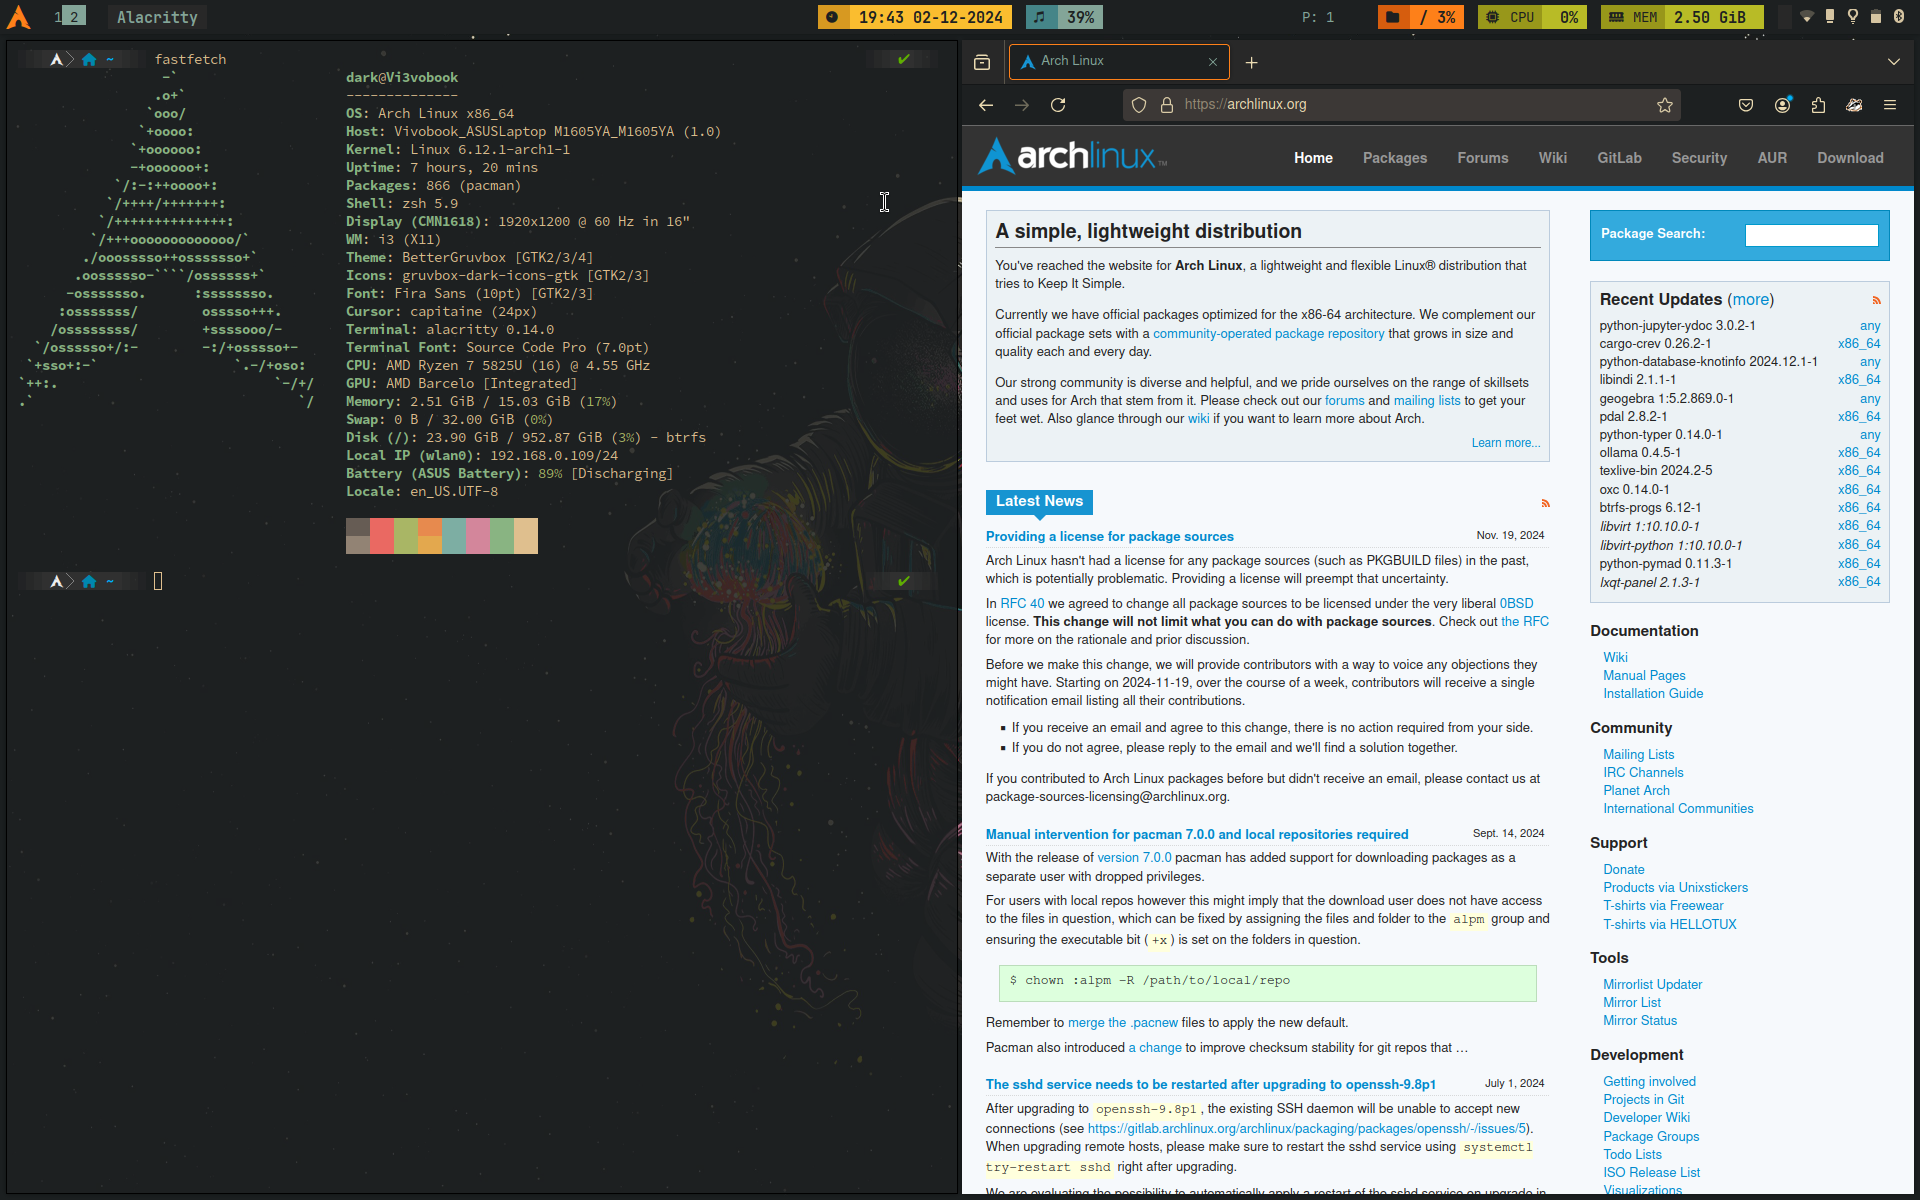 1 2 Alacritty 19:43 02-12-2024 39% P: 1 / 3% CPU 0% MEM 2.50 GiB
~ fastfetch ✔
-`
.o+`
`ooo/
`+oooo:
`+oooooo:
-+oooooo+:
`/:-:++oooo+:
`/++++/+++++++:
`/++++++++++++++:
`/+++ooooooooooooo/`
./ooosssso++osssssso+`
.oossssso-````/ossssss+`
-osssssso. :ssssssso.
:osssssss/ osssso+++.
/ossssssss/ +ssssooo/-
`/ossssso+/:- -:/+osssso+-
`+sso+:-` `.-/+oso:
`++:. `-/+/
.` `/
dark@Vi3vobook
--------------
OS: Arch Linux x86_64
Host: Vivobook_ASUSLaptop M1605YA_M1605YA (1.0)
Kernel: Linux 6.12.1-arch1-1
Uptime: 7 hours, 20 mins
Packages: 866 (pacman)
Shell: zsh 5.9
Display (CMN1618): 1920x1200 @ 60 Hz in 16"
WM: i3 (X11)
Theme: BetterGruvbox [GTK2/3/4]
Icons: gruvbox-dark-icons-gtk [GTK2/3]
Font: Fira Sans (10pt) [GTK2/3]
Cursor: capitaine (24px)
Terminal: alacritty 0.14.0
Terminal Font: Source Code Pro (7.0pt)
CPU: AMD Ryzen 7 5825U (16) @ 4.55 GHz
GPU: AMD Barcelo [Integrated]
Memory: 2.51 GiB / 15.03 GiB (17%)
Swap: 0 B / 32.00 GiB (0%)
Disk (/): 23.90 GiB / 952.87 GiB (3%) - btrfs
Local IP (wlan0): 192.168.0.109/24
Battery (ASUS Battery): 89% [Discharging]
Locale: en_US.UTF-8
~ ✔
Arch Linux
https://archlinux.org
archlinux™
Home Packages Forums Wiki GitLab Security AUR Download
A simple, lightweight distribution
You've reached the website for Arch Linux, a lightweight and flexible Linux® distribution that
tries to Keep It Simple.
Currently we have official packages optimized for the x86-64 architecture. We complement our
official package sets with a community-operated package repository that grows in size and
quality each and every day.
Our strong community is diverse and helpful, and we pride ourselves on the range of skillsets
and uses for Arch that stem from it. Please check out our forums and mailing lists to get your
feet wet. Also glance through our wiki if you want to learn more about Arch.
Learn more...
Latest News
Providing a license for package sources Nov. 19, 2024
Arch Linux hasn't had a license for any package sources (such as PKGBUILD files) in the past,
which is potentially problematic. Providing a license will preempt that uncertainty.
In RFC 40 we agreed to change all package sources to be licensed under the very liberal 0BSD
license. This change will not limit what you can do with package sources. Check out the RFC
for more on the rationale and prior discussion.
Before we make this change, we will provide contributors with a way to voice any objections they
might have. Starting on 2024-11-19, over the course of a week, contributors will receive a single
notification email listing all their contributions.
▪ If you receive an email and agree to this change, there is no action required from your side.
▪ If you do not agree, please reply to the email and we'll find a solution together.
If you contributed to Arch Linux packages before but didn't receive an email, please contact us at
package-sources-licensing@archlinux.org.
Manual intervention for pacman 7.0.0 and local repositories required Sept. 14, 2024
With the release of version 7.0.0 pacman has added support for downloading packages as a
separate user with dropped privileges.
For users with local repos however this might imply that the download user does not have access
to the files in question, which can be fixed by assigning the files and folder to the alpm group and
ensuring the executable bit ( +x ) is set on the folders in question.
$ chown :alpm -R /path/to/local/repo
Remember to merge the .pacnew files to apply the new default.
Pacman also introduced a change to improve checksum stability for git repos that …
The sshd service needs to be restarted after upgrading to openssh-9.8p1 July 1, 2024
After upgrading to openssh-9.8p1, the existing SSH daemon will be unable to accept new
connections (see https://gitlab.archlinux.org/archlinux/packaging/packages/openssh/-/issues/5).
When upgrading remote hosts, please make sure to restart the sshd service using systemctl
try-restart sshd right after upgrading.
We are evaluating the possibility to automatically apply a restart of the sshd service on upgrade in
Package Search:
Recent Updates (more)
python-jupyter-ydoc 3.0.2-1 any
cargo-crev 0.26.2-1 x86_64
python-database-knotinfo 2024.12.1-1 any
libindi 2.1.1-1 x86_64
geogebra 1:5.2.869.0-1 any
pdal 2.8.2-1 x86_64
python-typer 0.14.0-1 any
ollama 0.4.5-1 x86_64
texlive-bin 2024.2-5 x86_64
oxc 0.14.0-1 x86_64
btrfs-progs 6.12-1 x86_64
libvirt 1:10.10.0-1 x86_64
libvirt-python 1:10.10.0-1 x86_64
python-pymad 0.11.3-1 x86_64
lxqt-panel 2.1.3-1 x86_64
Documentation
Wiki
Manual Pages
Installation Guide
Community
Mailing Lists
IRC Channels
Planet Arch
International Communities
Support
Donate
Products via Unixstickers
T-shirts via Freewear
T-shirts via HELLOTUX
Tools
Mirrorlist Updater
Mirror List
Mirror Status
Development
Getting involved
Projects in Git
Developer Wiki
Package Groups
Todo Lists
ISO Release List
Visualizations